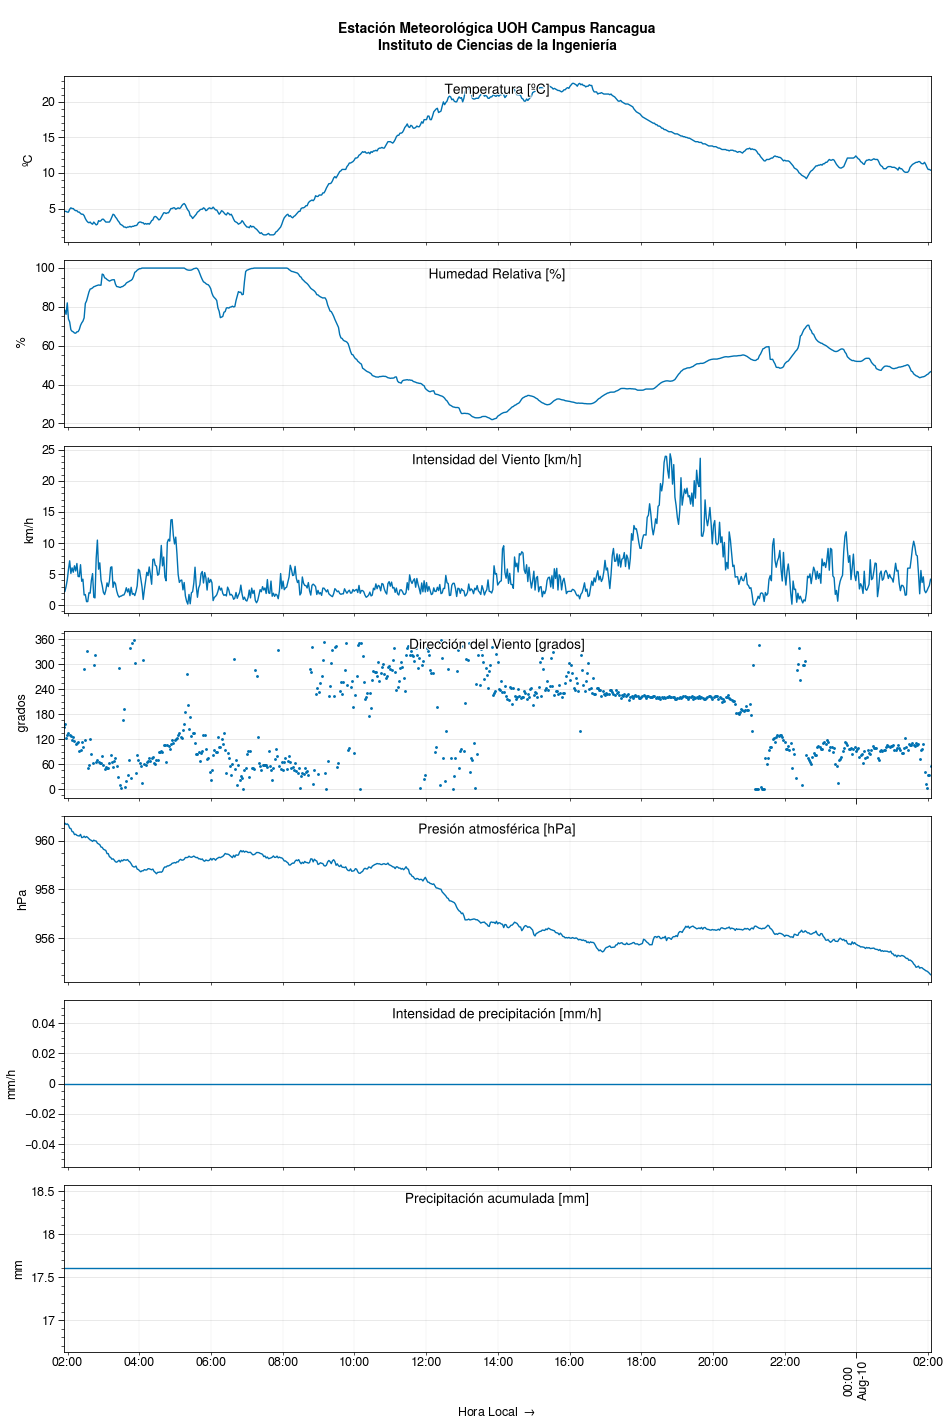 Estación Meteorológica UOH Campus Rancagua
Instituto de Ciencias de la Ingeniería
Temperatura [ºC]
ºC
20
15
10
5
Humedad Relativa [%]
%
100
80
60
40
20
Intensidad del Viento [km/h]
km/h
25
20
15
10
5
0
Dirección del Viento [grados]
grados
360
300
240
180
120
60
0
Presión atmosférica [hPa]
hPa
960
958
956
Intensidad de precipitación [mm/h]
mm/h
0.04
0.02
0
−0.02
−0.04
Precipitación acumulada [mm]
mm
18.5
18
17.5
17
02:00 04:00 06:00 08:00 10:00 12:00 14:00 16:00 18:00 20:00 22:00 00:00 02:00
Aug-10
Hora Local →